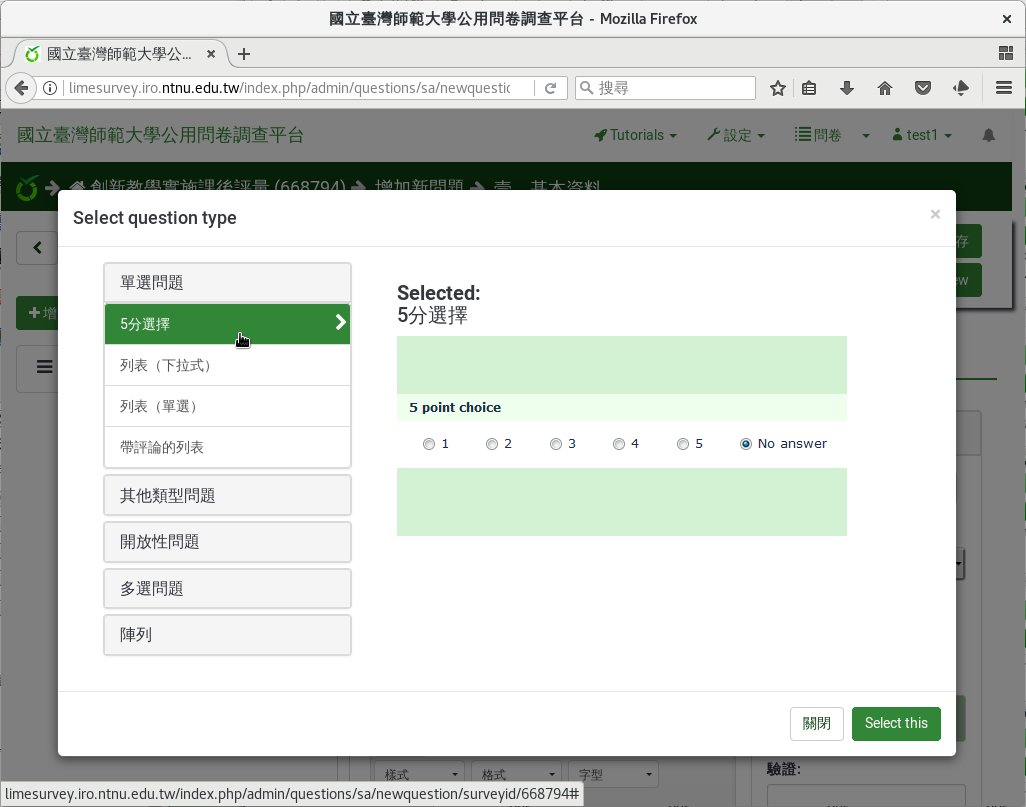 國立臺灣師範大學公用問卷調查平台 - Mozilla Firefox
國立臺灣師範大學公...
limesurvey.iro.ntnu.edu.tw/index.php/admin/questions/sa/newquestic
搜尋
國立臺灣師範大學公用問卷調查平台
Tutorials
設定
問卷
test1
創新教學實施課後評量 (668794)
增加新問題
壹、基本資料
Select question type
×
存
ew
增
單選問題
5分選擇
列表（下拉式）
列表（單選）
帶評論的列表
其他類型問題
開放性問題
多選問題
陣列
Selected:
5分選擇
5 point choice
1 2 3 4 5 No answer
關閉
Select this
樣式
格式
字型
驗證:
limesurvey.iro.ntnu.edu.tw/index.php/admin/questions/sa/newquestion/surveyid/668794#